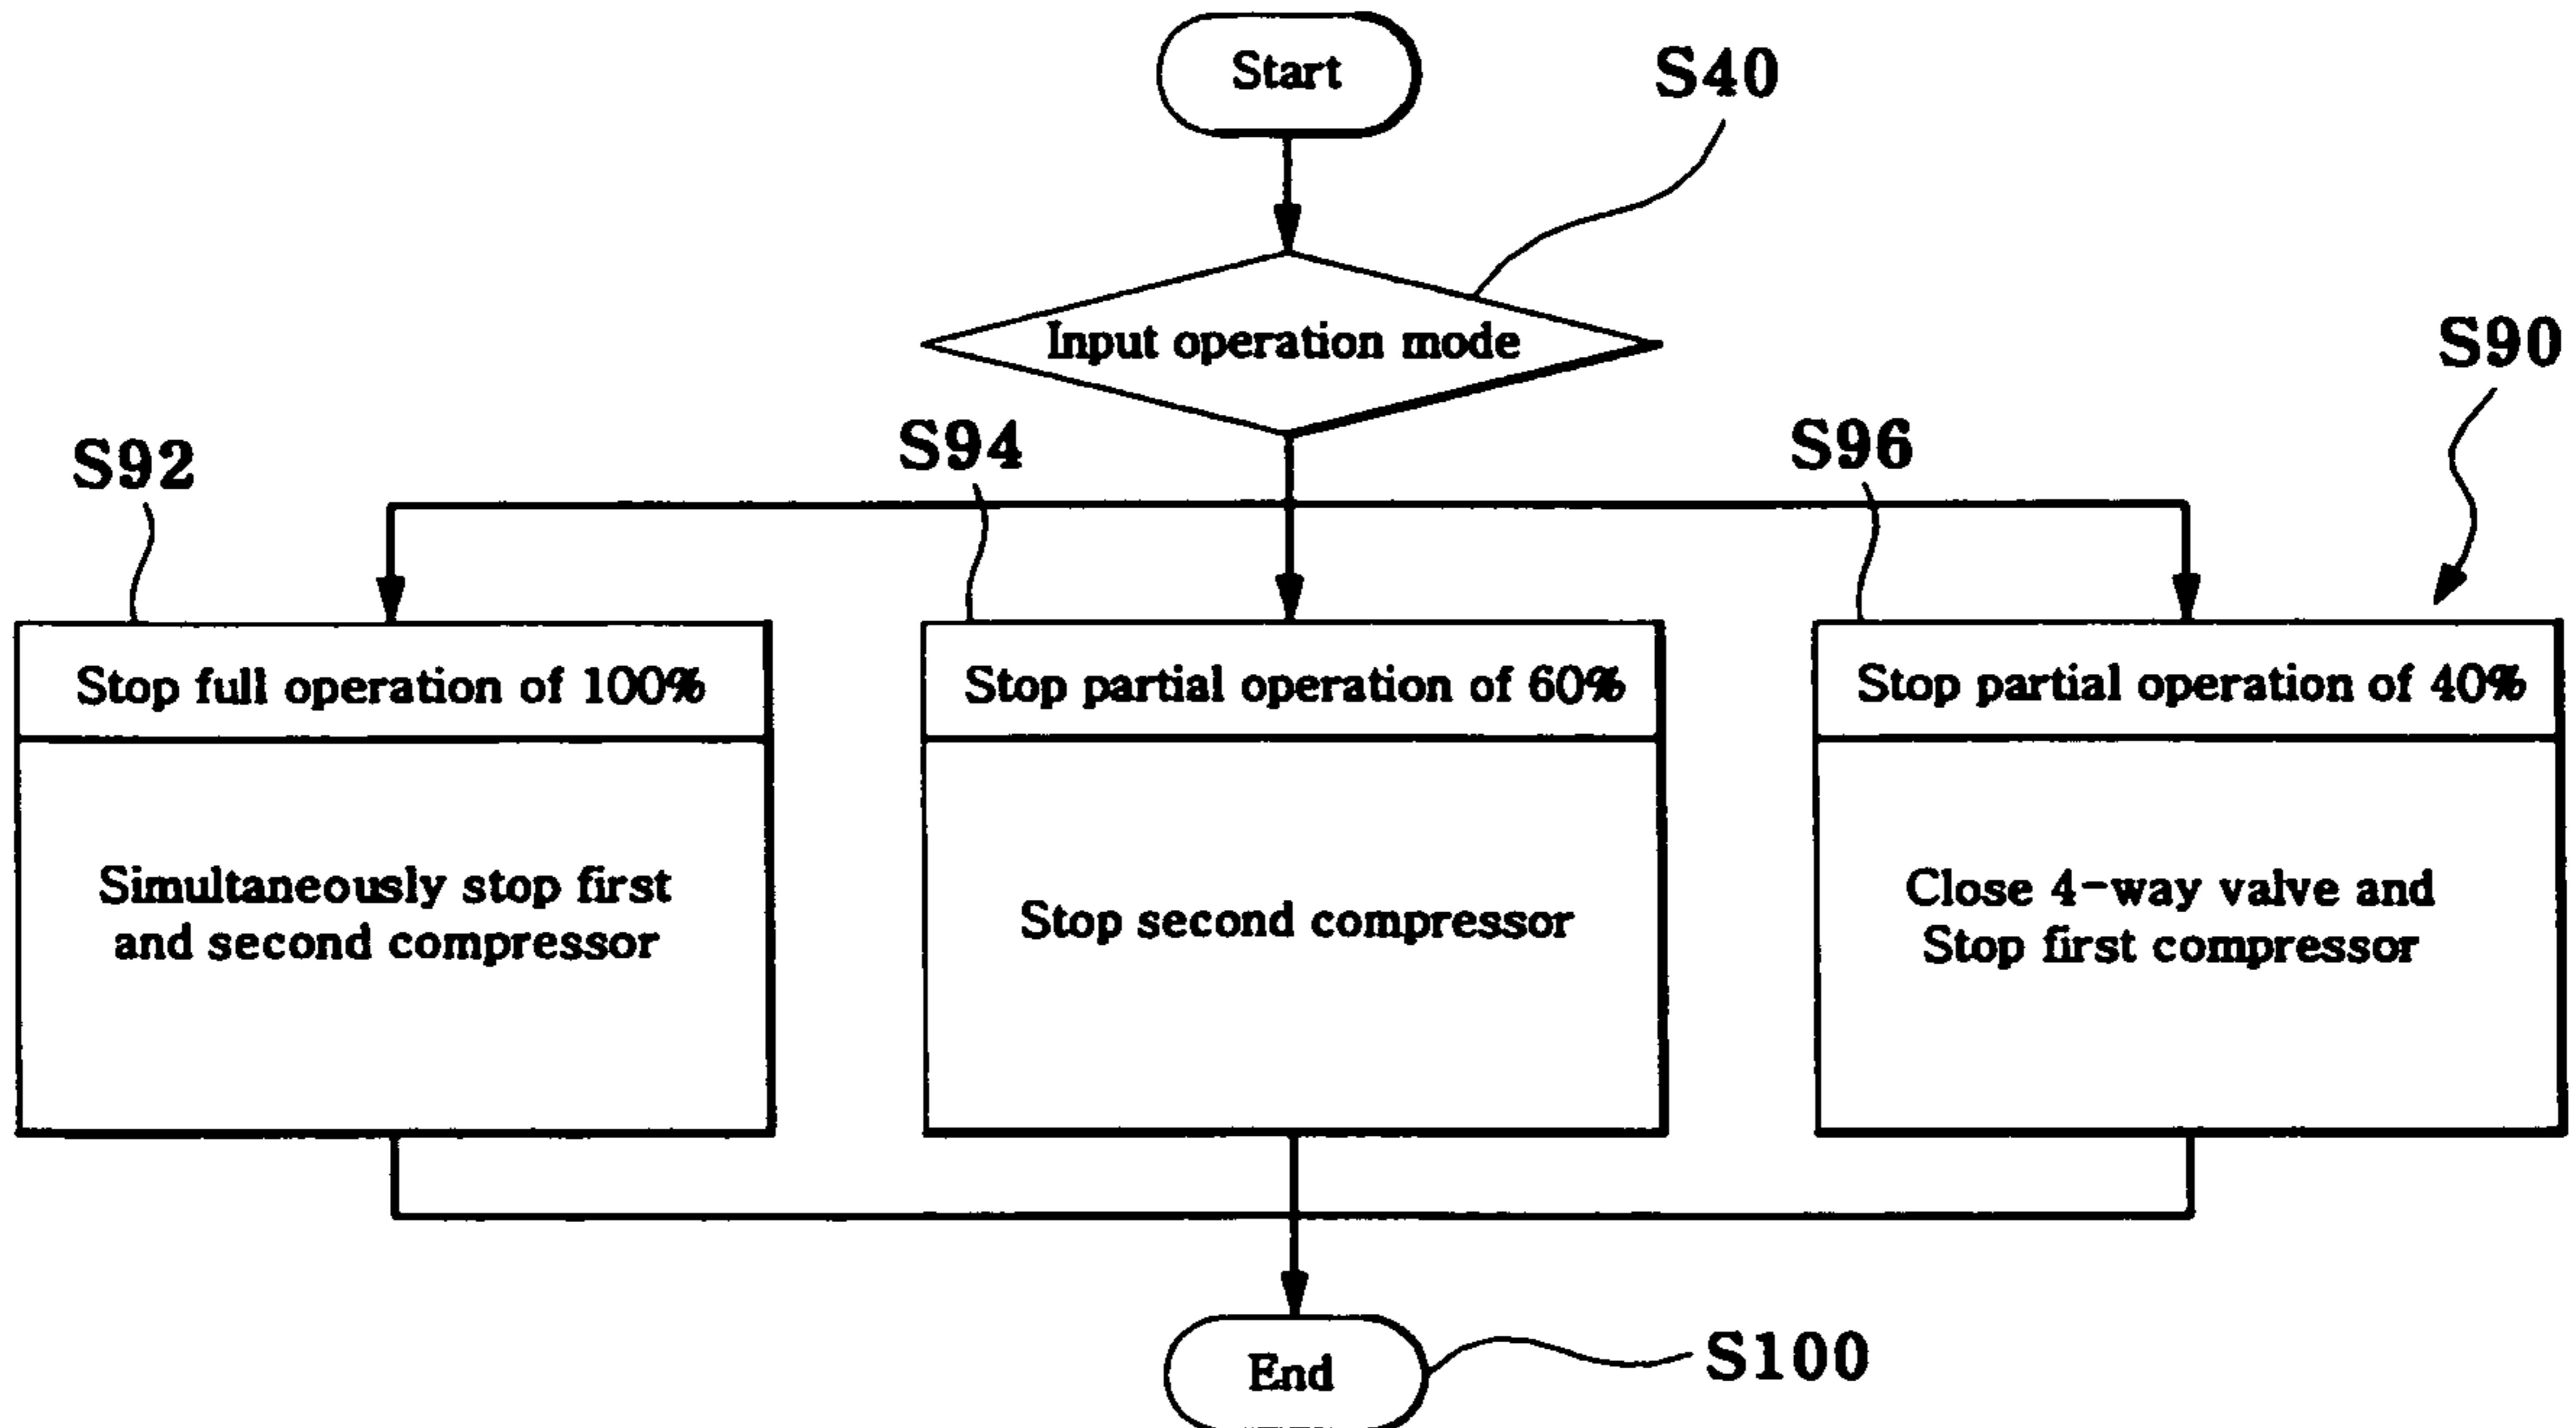 Start
S40
Input operation mode
S90
S92
S94
S96
Stop full operation of 100%
Stop partial operation of 60%
Stop partial operation of 40%
Simultaneously stop first
and second compressor
Stop second compressor
Close 4-way valve and
Stop first compressor
End
S100